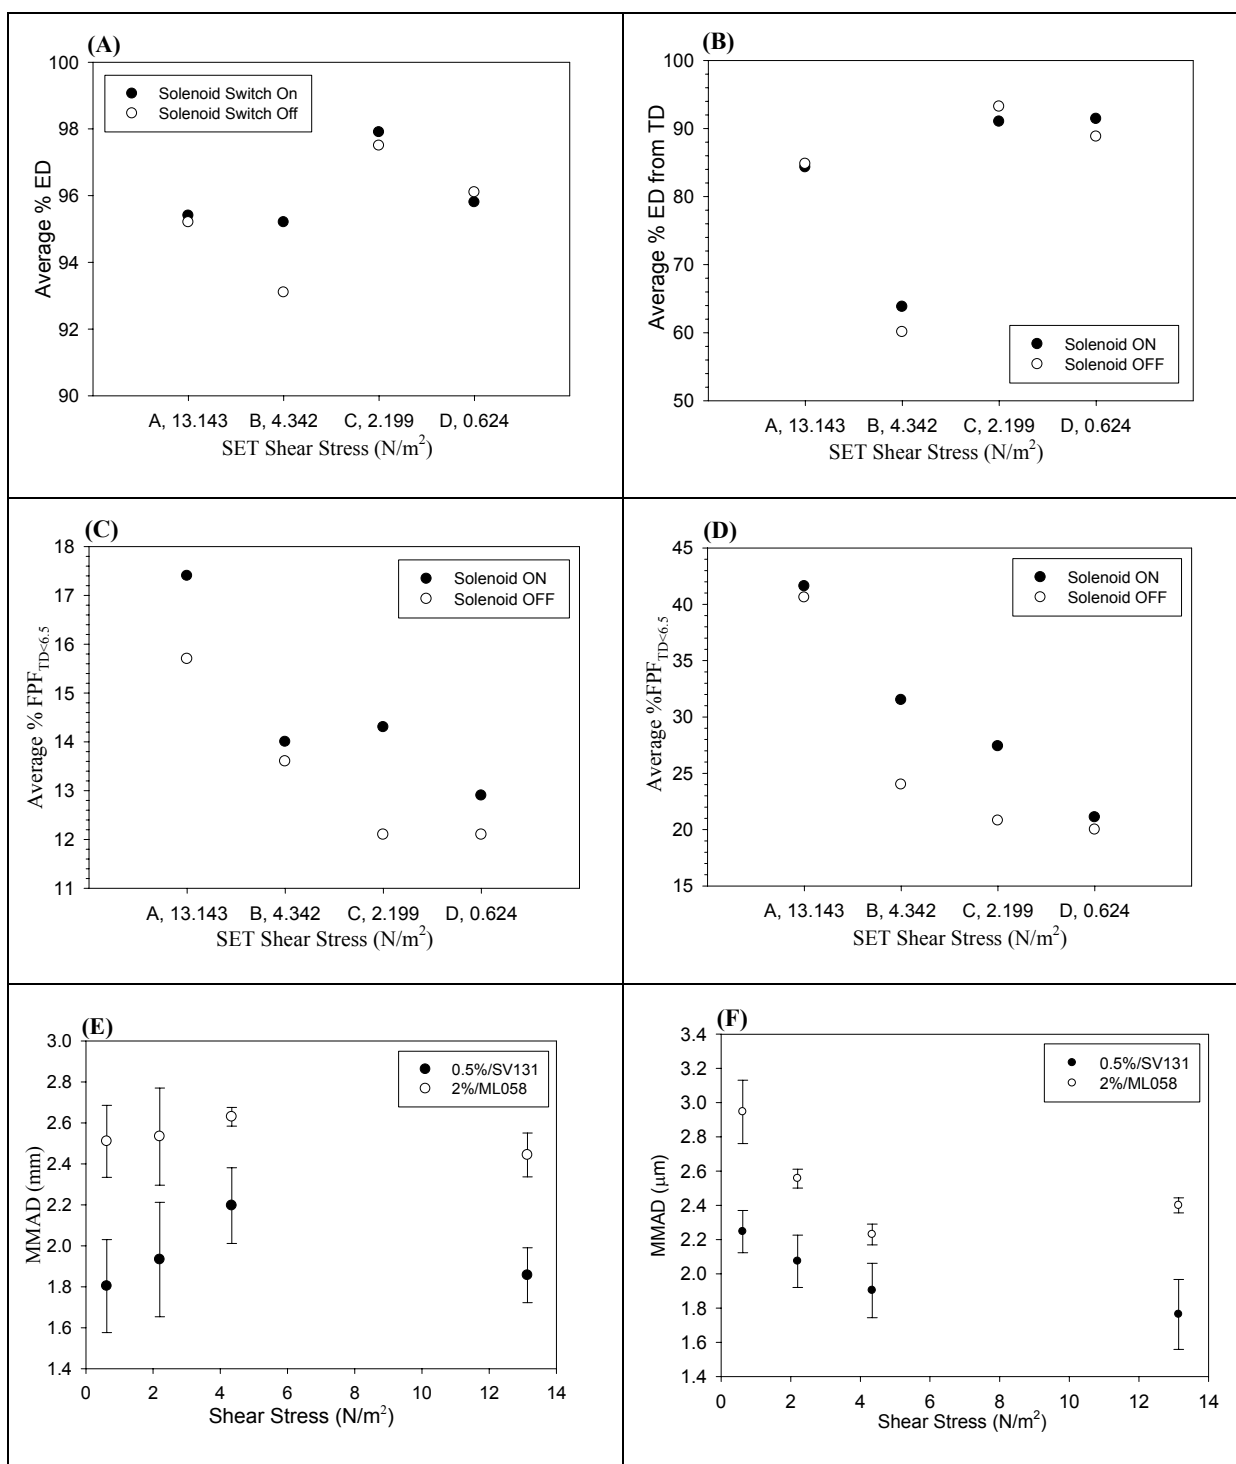 (A)
100
98
96
94
92
90
Average % ED
Solenoid Switch On
Solenoid Switch Off
A, 13.143 B, 4.342 C, 2.199 D, 0.624
SET Shear Stress (N/m²)
(B)
100
90
80
70
60
50
Average % ED from TD
Solenoid ON
Solenoid OFF
A, 13.143 B, 4.342 C, 2.199 D, 0.624
SET Shear Stress (N/m²)
(C)
18
17
16
15
14
13
12
11
Average % FPF TD<6.5
Solenoid ON
Solenoid OFF
A, 13.143 B, 4.342 C, 2.199 D, 0.624
SET Shear Stress (N/m²)
(D)
45
40
35
30
25
20
15
Average %FPF TD<6.5
Solenoid ON
Solenoid OFF
A, 13.143 B, 4.342 C, 2.199 D, 0.624
SET Shear Stress (N/m²)
(E)
3.0
2.8
2.6
2.4
2.2
2.0
1.8
1.6
1.4
MMAD (mm)
0.5%/SV131
2%/ML058
0 2 4 6 8 10 12 14
Shear Stress (N/m²)
(F)
3.4
3.2
3.0
2.8
2.6
2.4
2.2
2.0
1.8
1.6
1.4
MMAD (μm)
0.5%/SV131
2%/ML058
0 2 4 6 8 10 12 14
Shear Stress (N/m²)